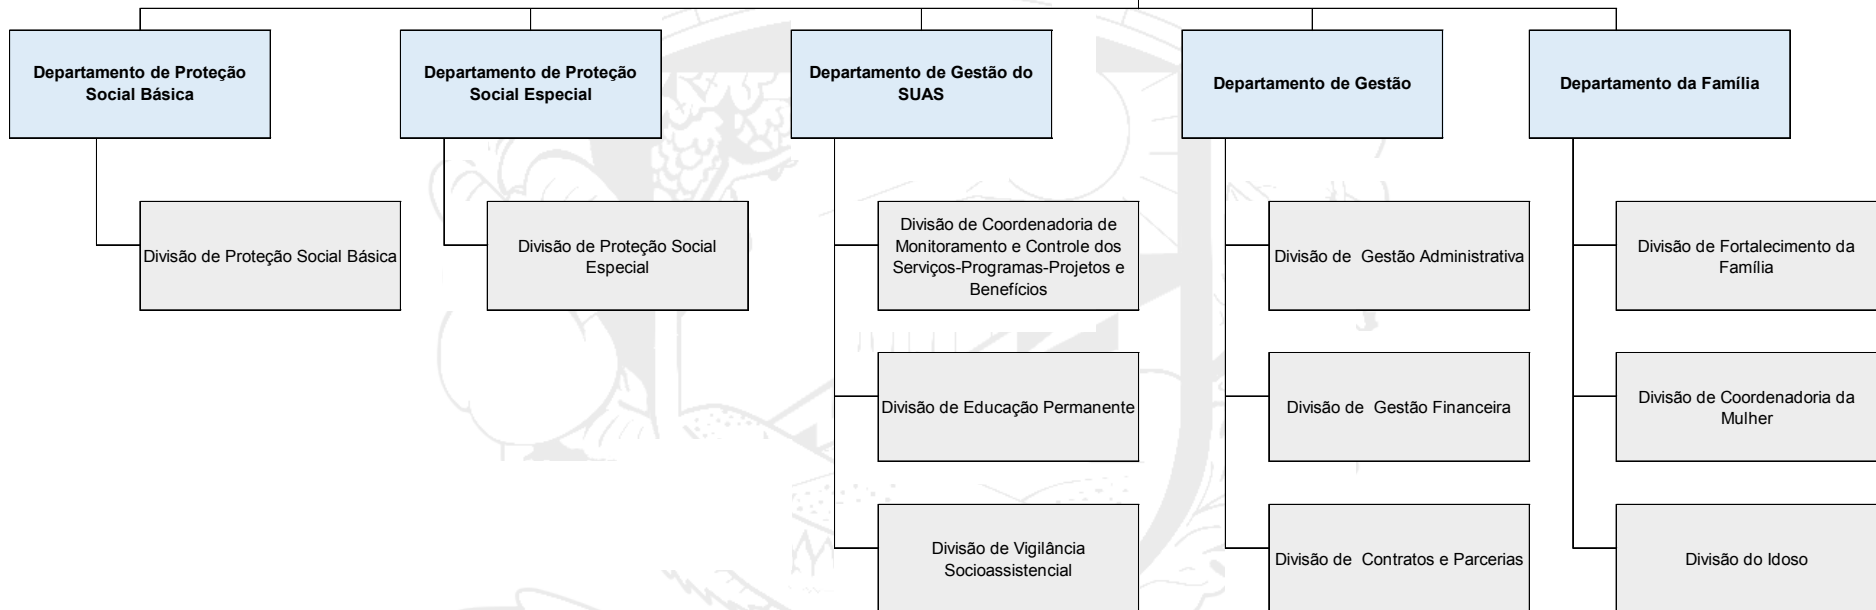 Departamento de Proteção
Social Básica
Departamento de Proteção
Social Especial
Departamento de Gestão do
SUAS
Departamento de Gestão
Departamento da Família
Divisão de Proteção Social Básica
Divisão de Proteção Social
Especial
Divisão de Coordenadoria de
Monitoramento e Controle dos
Serviços-Programas-Projetos e
Benefícios
Divisão de  Gestão Administrativa
Divisão de Fortalecimento da
Família
Divisão de Educação Permanente
Divisão de  Gestão Financeira
Divisão de Coordenadoria da
Mulher
Divisão de Vigilância
Socioassistencial
Divisão de  Contratos e Parcerias
Divisão do Idoso